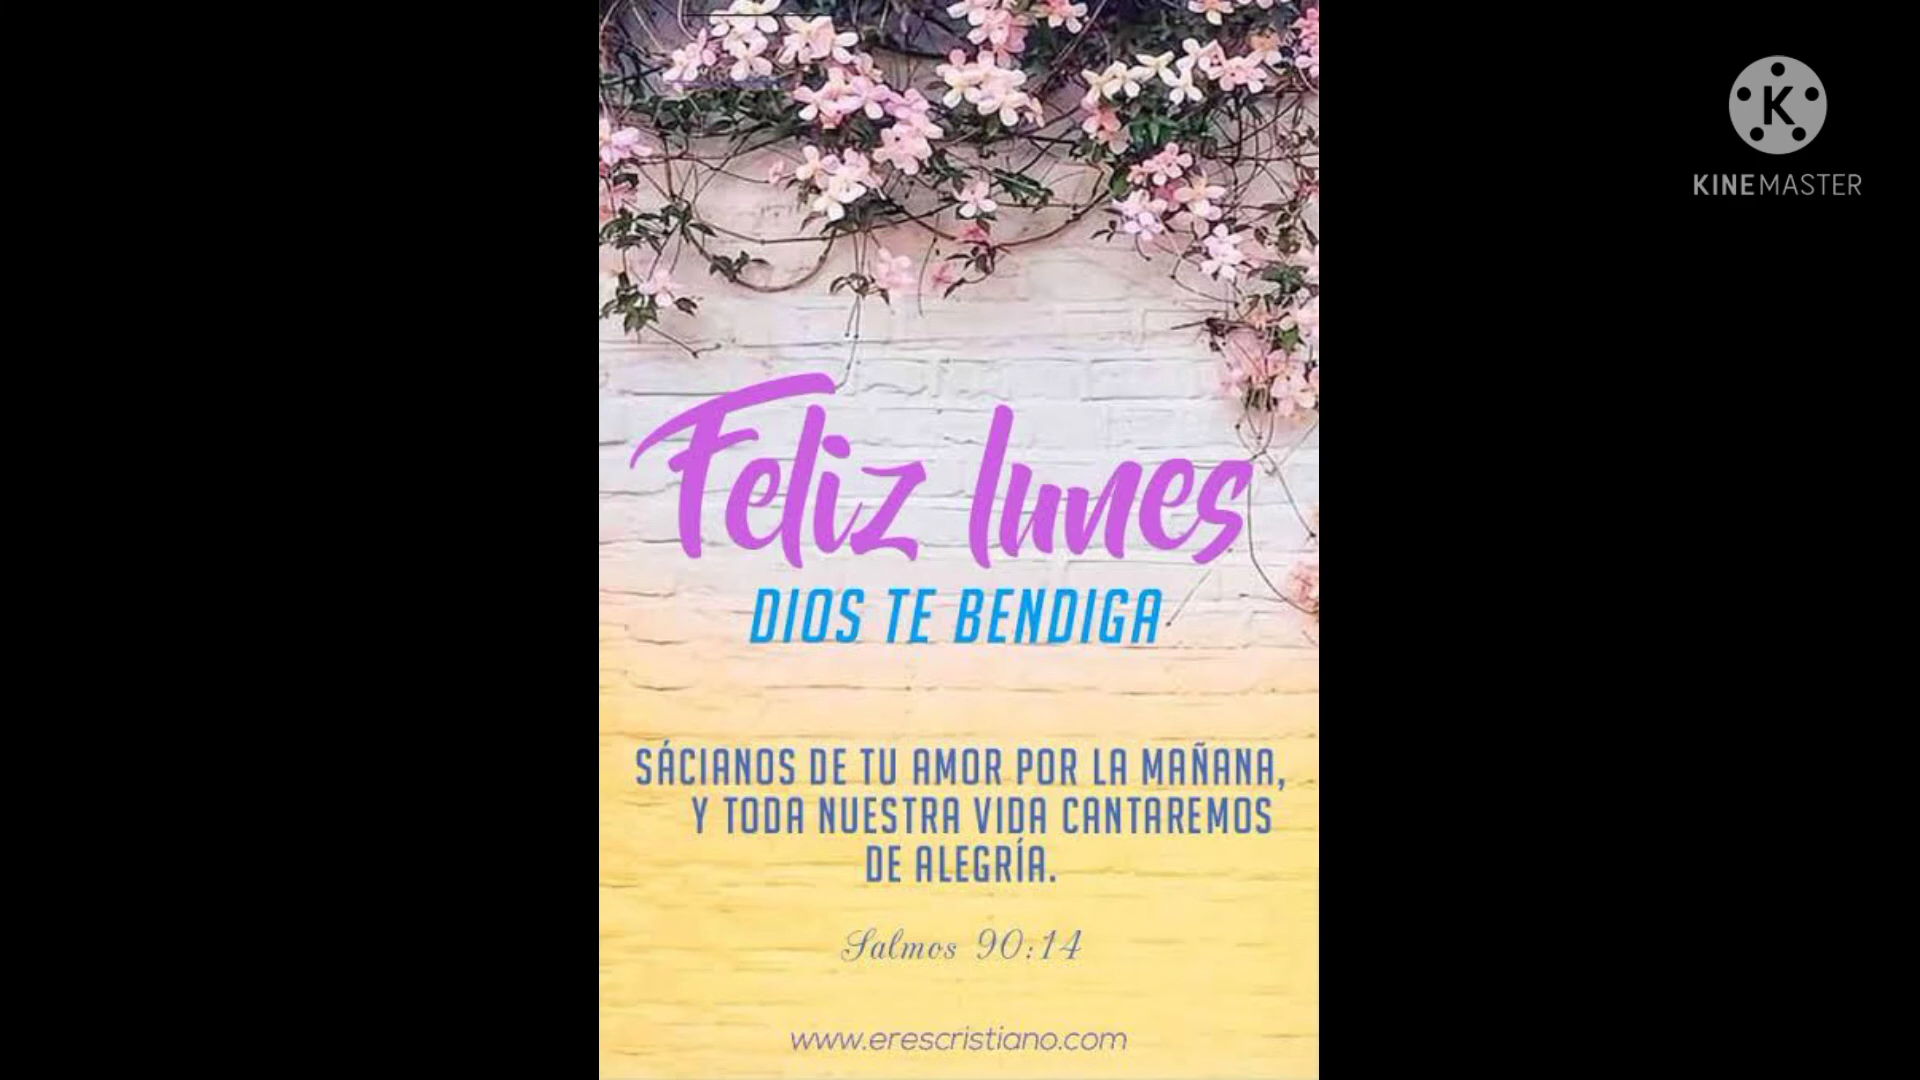 Feliz lunes
DIOS TE BENDIGA
SÁCIANOS DE TU AMOR POR LA MAÑANA,
Y TODA NUESTRA VIDA CANTAREMOS
DE ALEGRÍA.
Salmos 90:14
www.erescristiano.com
K
KINEMASTER